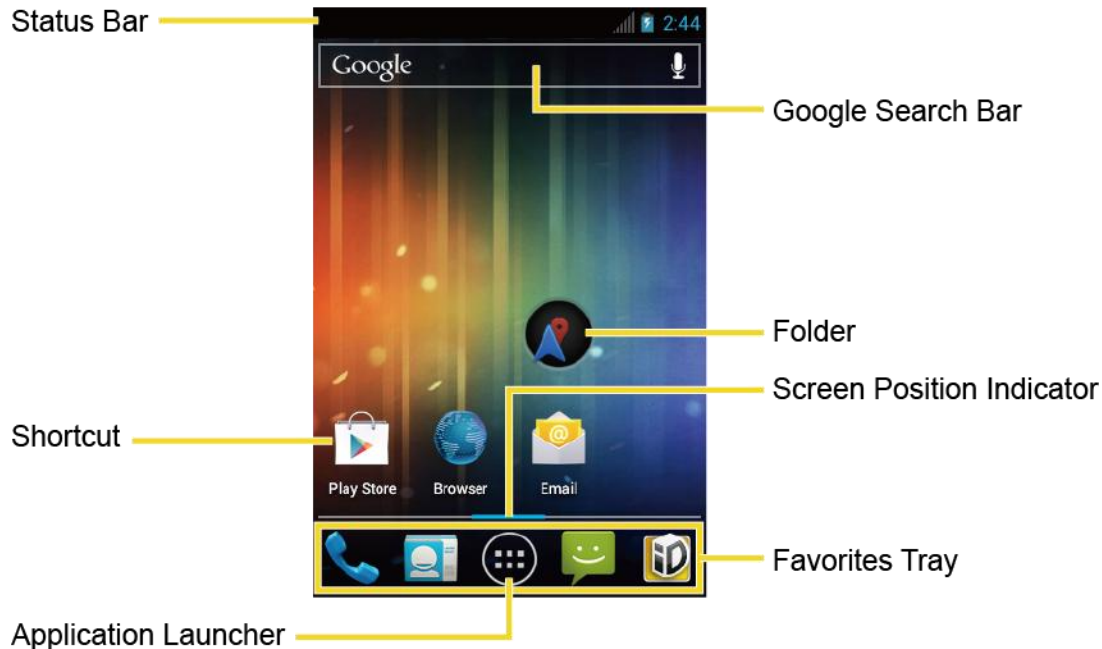 Status Bar
2:44
Google
Google Search Bar
Folder
Screen Position Indicator
Shortcut
@
Play Store
Browser
Email
iD
Favorites Tray
Application Launcher